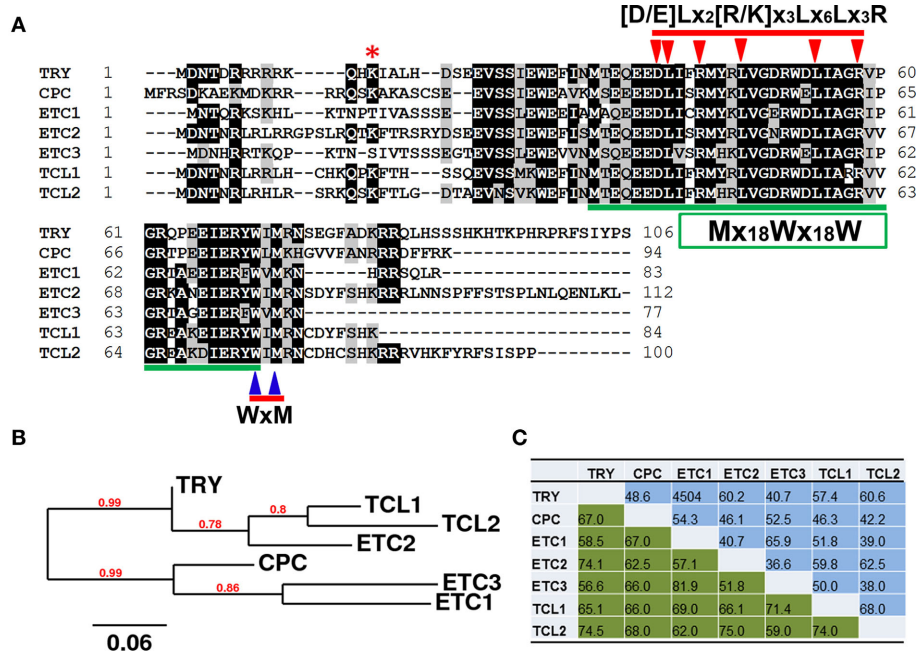 A
[D/E]Lx2[R/K]x3Lx6Lx3R
*
TRY 1 ---MDNTDRRRRRK-----QHKIALH--DSEEVSSIEWEFINMTEQEEDLIFRMYRLVGDRWDLIAGRVP 60
CPC 1 MFRSDKAEKMDKRR---RRQSKAKASCSE--EVSSIEWEAVKMSEEEEDLISRMYKLVGDRWELIAGRIP 65
ETC1 1 ----MNTQRKSKHL---KTNPTIVASSSE--EVSSLEWEEIAMAQEEEDLICRMYKLVGERWDLIAGRIP 61
ETC2 1 ---MDNTNRLRLRRGPSLRQTKFTRSRYDSEEVSSIEWEFISMTEQEEDLISRMYRLVGNRWDLIAGRVV 67
ETC3 1 ---MDNHRRTKQP----KTN-SIVTSSSEGTEVSSLEWEVVNMSQEEEDLVSRMHKLVGDRWELIAGRIP 62
TCL1 1 ---MDNTNRLRRLH--CHKQPKFTH---SSQEVSSMKWEFINMTEQEEDLIFRMYRLVGDRWDLIARRVV 62
TCL2 1 ---MDNTNRLRHLR--SRKQSKFTLG--DTAEVNSVKWEFINMTEQEEDLIFRMHRLVGDRWDLIAGRVV 63
Mx18Wx18W
TRY 61 GRQPEEIERYWIMRNSEGFADKRRQLHSSSHKHTKPHRPRFSIYPS 106
CPC 66 GRTPEEIERYWLMKHGVVFANRRRDFFRK----------------- 94
ETC1 62 GRTAEEIERFWVMKN------HRRSQLR------------------ 83
ETC2 68 GRKANEIERYWIMRNSDYFSHKRRRLNNSPFFSTSPLNLQENLKL- 112
ETC3 63 GRIAGEIERFWVMKN------------------------------- 77
TCL1 63 GREAKEIERYWIMRNCDYFSHK------------------------ 84
TCL2 64 GREAKDIERYWIMRNCDHCSHKRRRVHKFYRFSISPP--------- 100
WxM
B
TRY
0.99
TCL1
0.8
TCL2
0.78
ETC2
CPC
0.99
ETC3
0.86
ETC1
0.06
C
TRY CPC ETC1 ETC2 ETC3 TCL1 TCL2
TRY 48.6 4504 60.2 40.7 57.4 60.6
CPC 67.0 54.3 46.1 52.5 46.3 42.2
ETC1 58.5 67.0 40.7 65.9 51.8 39.0
ETC2 74.1 62.5 57.1 36.6 59.8 62.5
ETC3 56.6 66.0 81.9 51.8 50.0 38.0
TCL1 65.1 66.0 69.0 66.1 71.4 68.0
TCL2 74.5 68.0 62.0 75.0 59.0 74.0